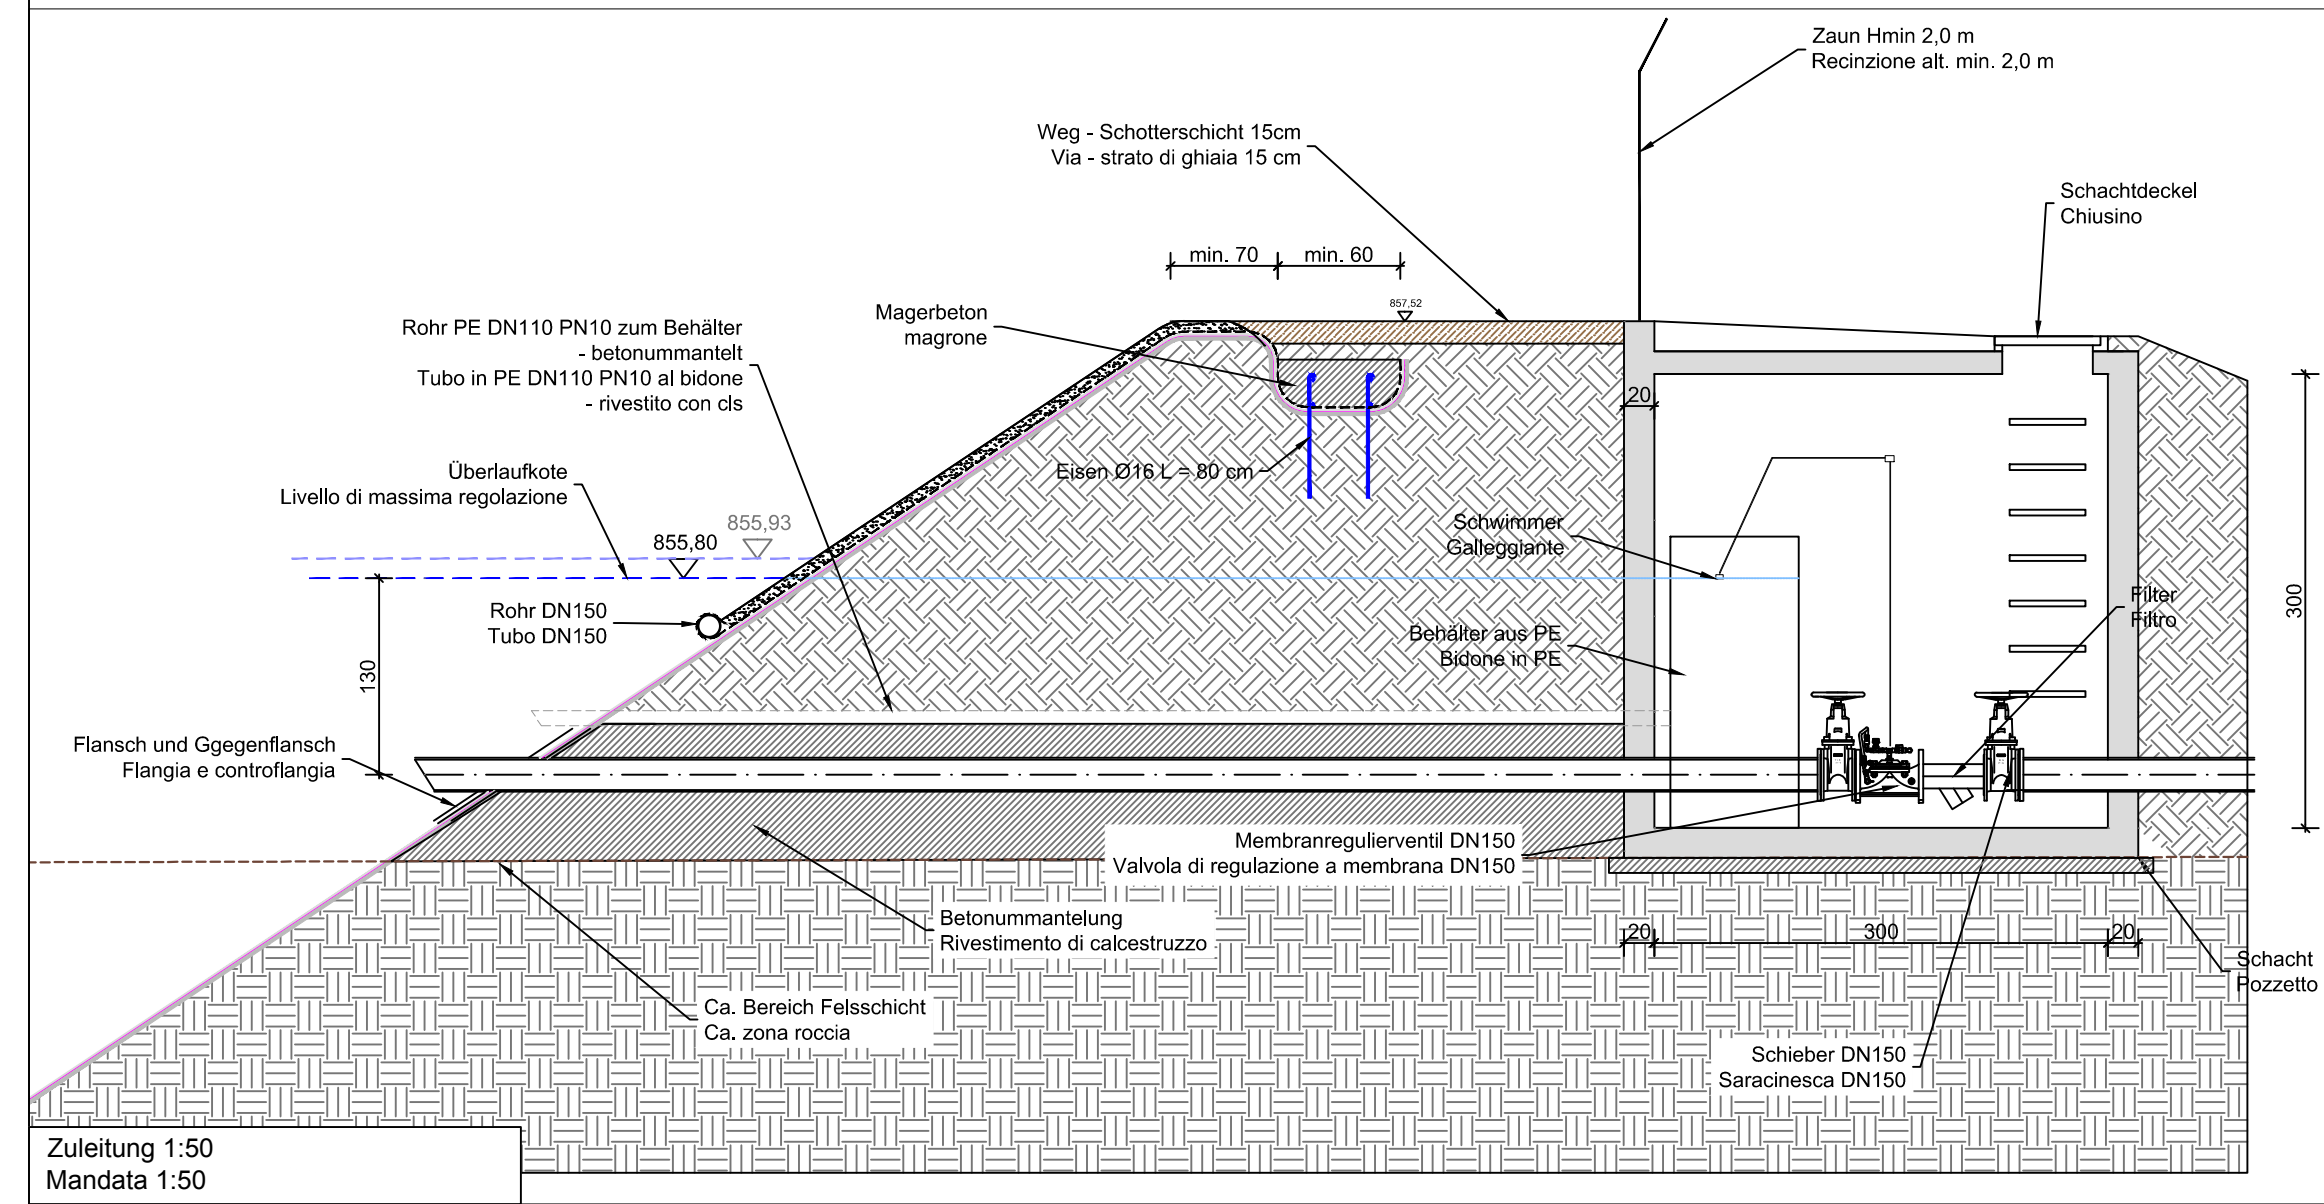 Zaun Hmin 2,0 m
Recinzione alt. min. 2,0 m
Weg - Schotterschicht 15cm
Via - strato di ghiaia 15 cm
Schachtdeckel
Chiusino
min. 70
min. 60
857,52
Magerbeton
magrone
Rohr PE DN110 PN10 zum Behälter
- betonummantelt
Tubo in PE DN110 PN10 al bidone
- rivestito con cls
20
Eisen Ø16 L = 80 cm
Überlaufkote
Livello di massima regolazione
855,93
855,80
Schwimmer
Galleggiante
300
Filter
Filtro
Rohr DN150
Tubo DN150
Behälter aus PE
Bidone in PE
130
Flansch und Ggegenflansch
Flangia e controflangia
Membranregulierventil DN150
Valvola di regulazione a membrana DN150
Betonummantelung
Rivestimento di calcestruzzo
20
300
20
Schacht
Pozzetto
Ca. Bereich Felsschicht
Ca. zona roccia
Schieber DN150
Saracinesca DN150
Zuleitung 1:50
Mandata 1:50